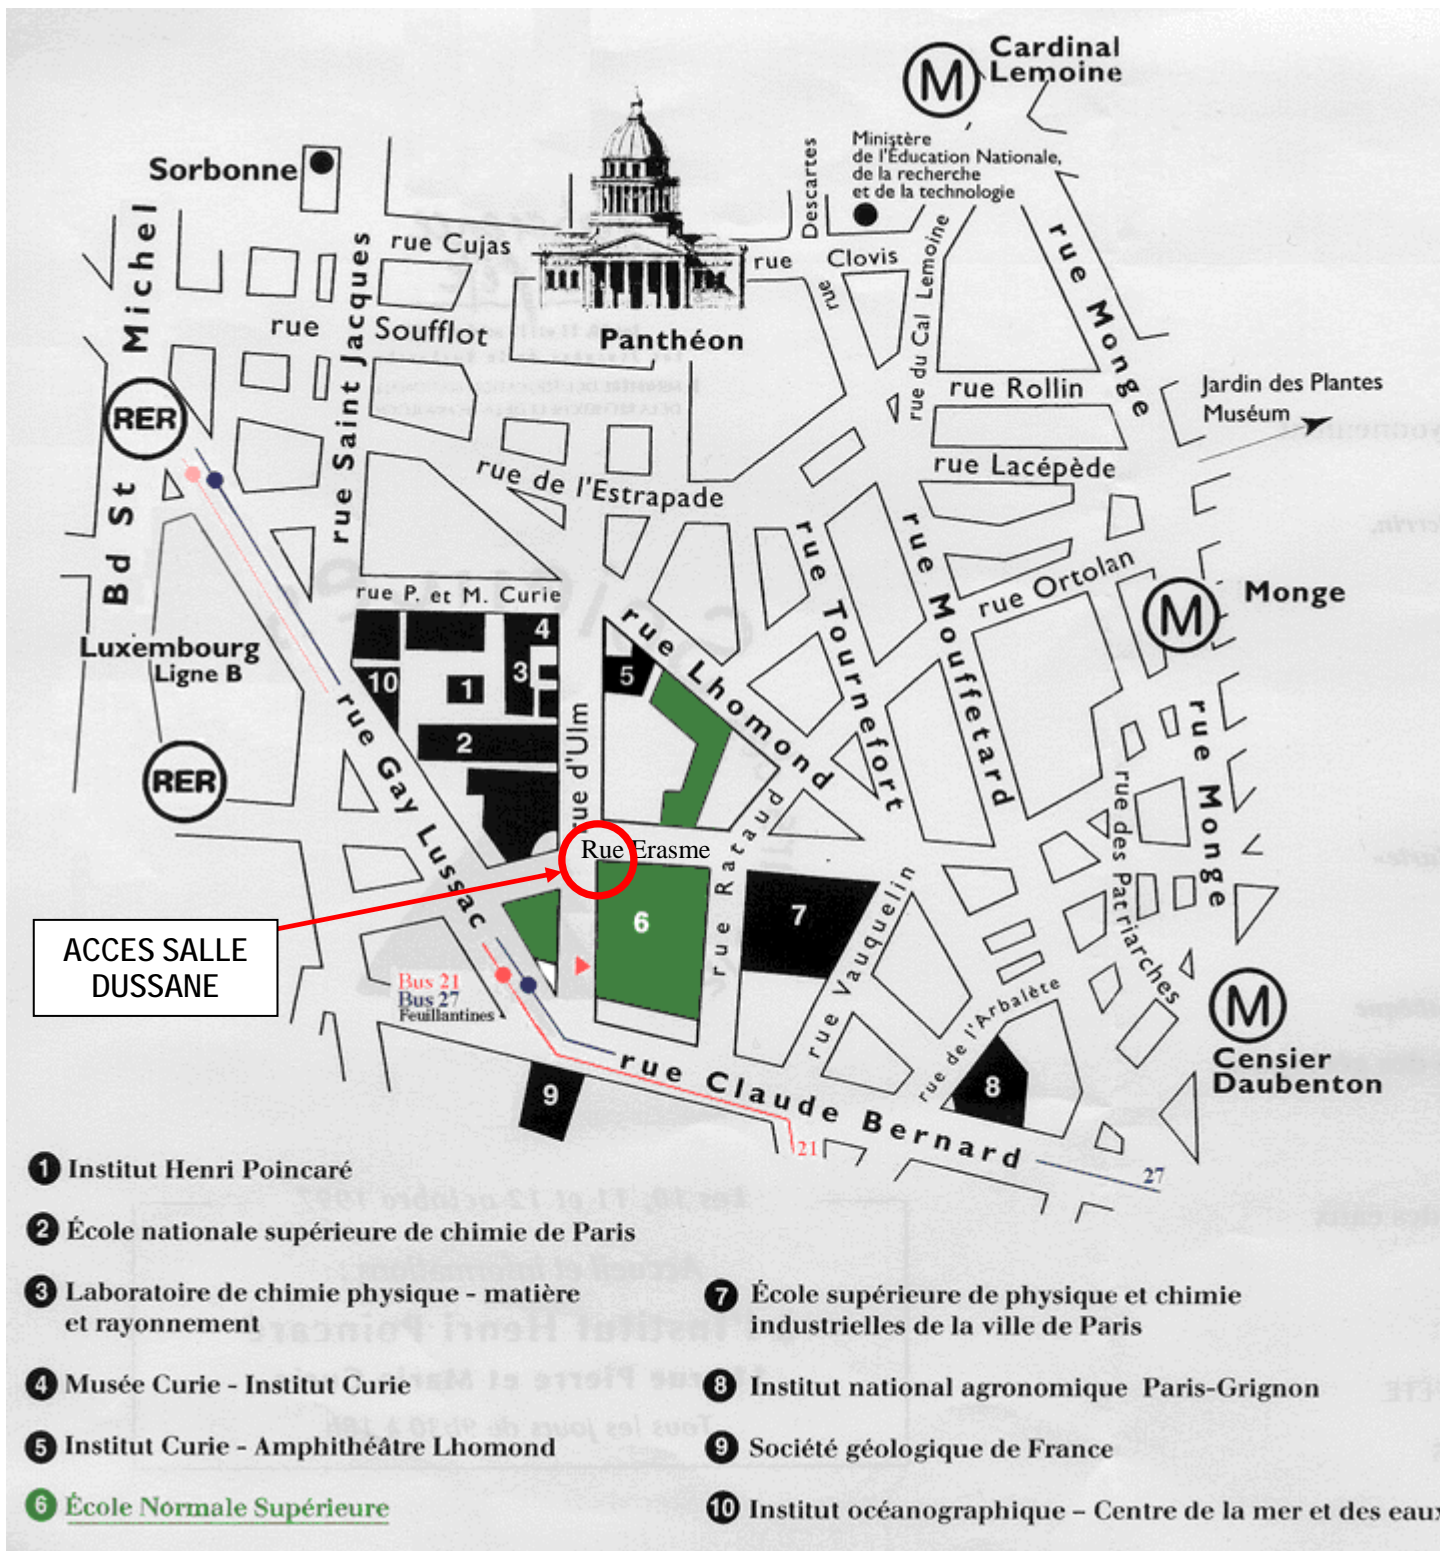 M
Cardinal
Lemoine
Ministère
de l'Éducation Nationale,
de la recherche
et de la technologie
Descartes
Sorbonne
Bd St Michel
rue Saint Jacques
rue Cujas
rue Soufflot
Panthéon
rue Clovis
rue
rue du Cal Lemoine
rue Monge
rue Rollin
Jardin des Plantes
Muséum
rue Lacépède
RER
rue de l'Estrapade
rue Tournefort
rue Mouffetard
rue Ortolan
M
Monge
rue P. et M. Curie
Luxembourg
Ligne B
4
3
10
1
5
2
rue Lhomond
rue d'Ulm
rue Gay Lussac
RER
rue Monge
rue des Patriarches
Rue Erasme
rue Rataud
rue Vauquelin
6
7
ACCES SALLE
DUSSANE
Bus 21
Bus 27
Feuillantines
rue de l'Arbalète
M
Censier
Daubenton
rue Claude Bernard
8
9
21
27
1 Institut Henri Poincaré
2 École nationale supérieure de chimie de Paris
3 Laboratoire de chimie physique - matière
et rayonnement
4 Musée Curie - Institut Curie
5 Institut Curie - Amphithéâtre Lhomond
6 École Normale Supérieure
7 École supérieure de physique et chimie
industrielles de la ville de Paris
8 Institut national agronomique Paris-Grignon
9 Société géologique de France
10 Institut océanographique – Centre de la mer et des eaux